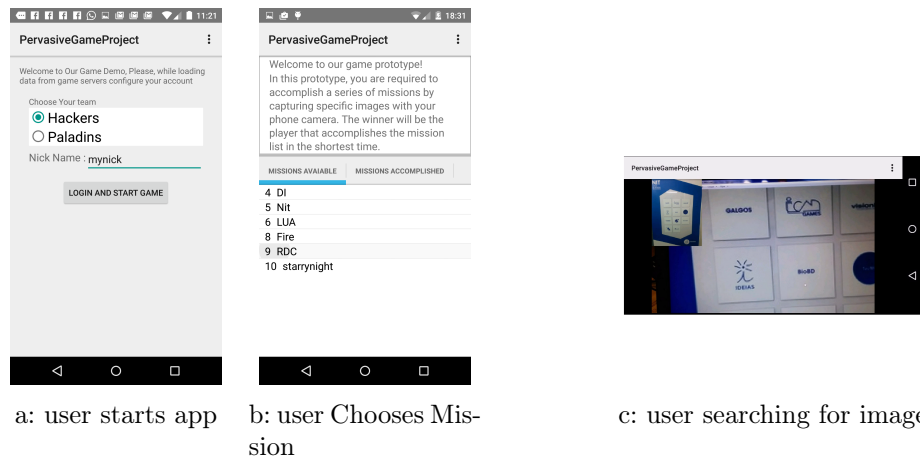 11:21
PervasiveGameProject
Welcome to Our Game Demo, Please, while loading
data from game servers configure your account
Choose Your team
Hackers
Paladins
Nick Name : mynick
LOGIN AND START GAME
a: user starts app
18:31
PervasiveGameProject
Welcome to our game prototype!
In this prototype, you are required to
accomplish a series of missions by
capturing specific images with your
phone camera. The winner will be the
player that accomplishes the mission
list in the shortest time.
MISSIONS AVAIABLE MISSIONS ACCOMPLISHED
4 DI
5 Nit
6 LUA
8 Fire
9 RDC
10 starrynight
b: user Chooses Mis-
sion
PervasiveGameProject
GALGOS ICAD GAMES vision
IDEIAS BioBD
c: user searching for image